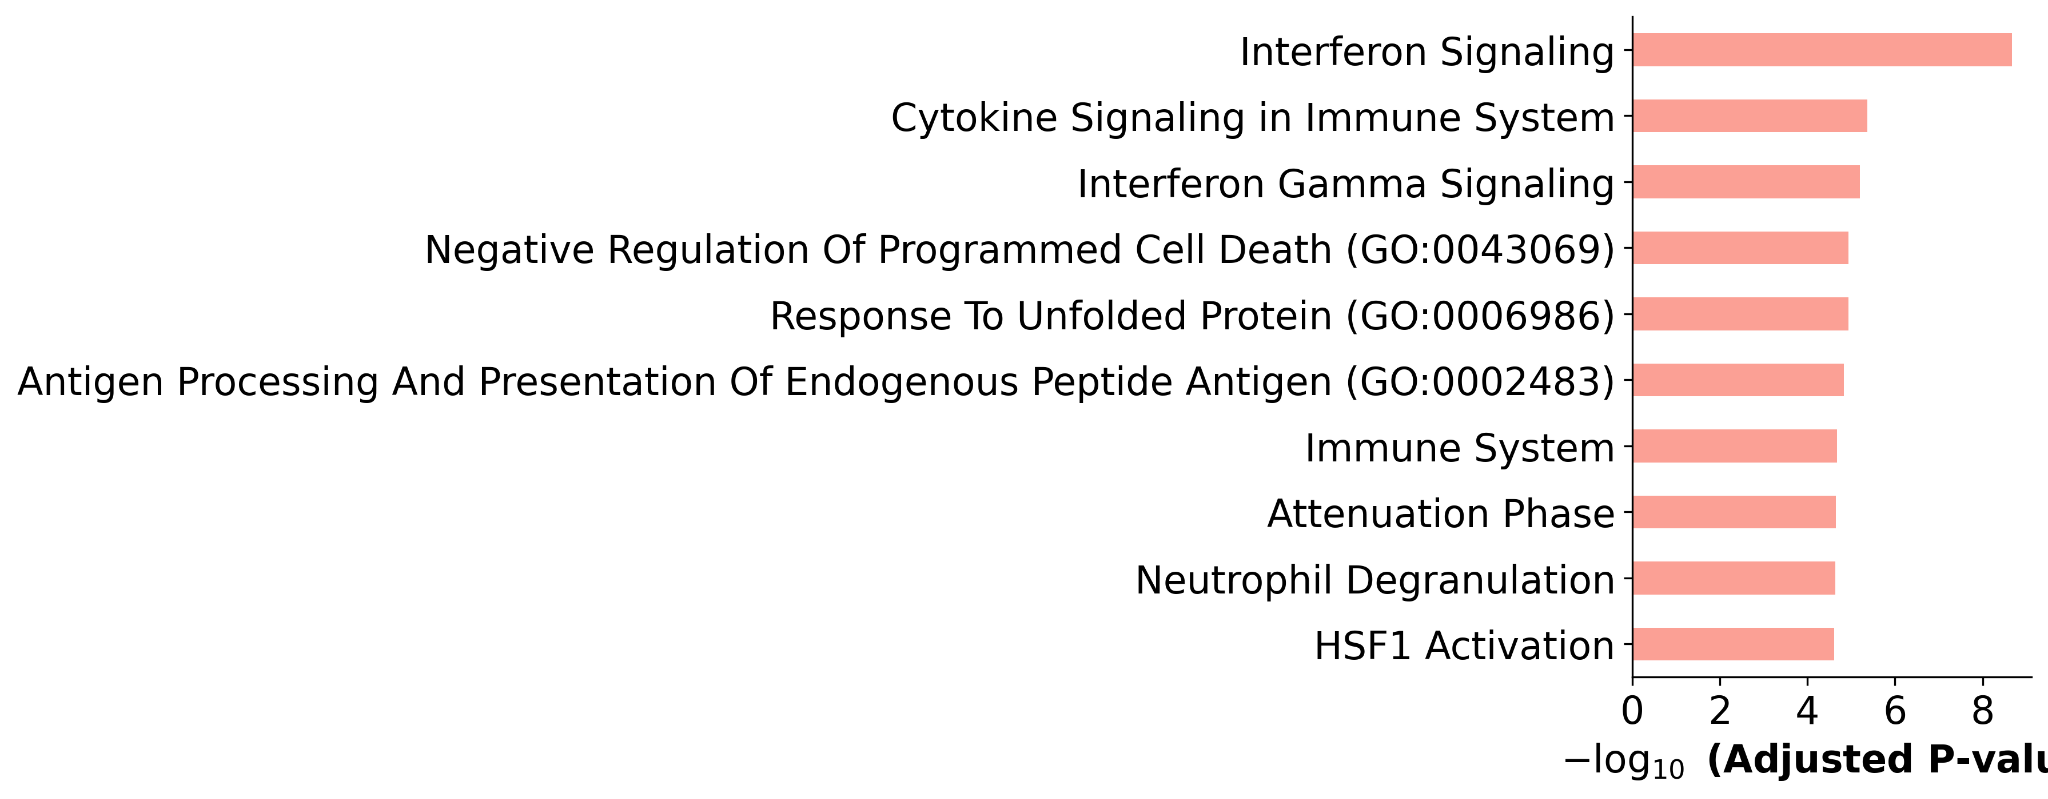 Interferon Signaling
Cytokine Signaling in Immune System
Interferon Gamma Signaling
Negative Regulation Of Programmed Cell Death (GO:0043069)
Response To Unfolded Protein (GO:0006986)
Antigen Processing And Presentation Of Endogenous Peptide Antigen (GO:0002483)
Immune System
Attenuation Phase
Neutrophil Degranulation
HSF1 Activation
0 2 4 6 8
−log₁₀ (Adjusted